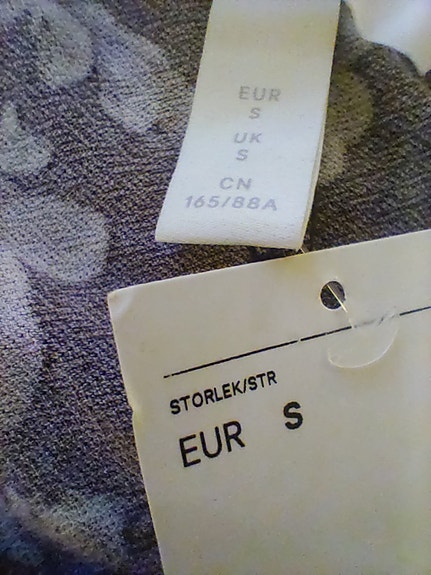 EUR
S
UK
S
CN
165/88A
STORLEK/STR
EUR S